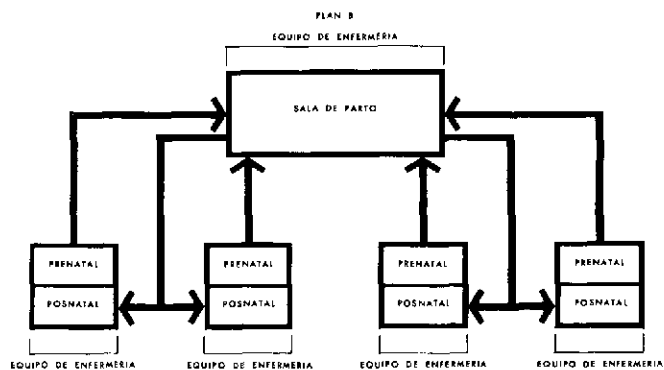 PLAN B
EQUIPO DE ENFERMERIA
SALA DE PARTO
PRENATAL PRENATAL PRENATAL PRENATAL
POSNATAL POSNATAL POSNATAL POSNATAL
EQUIPO DE ENFERMERIA EQUIPO DE ENFERMERIA EQUIPO DE ENFERMERIA EQUIPO DE ENFERMERIA